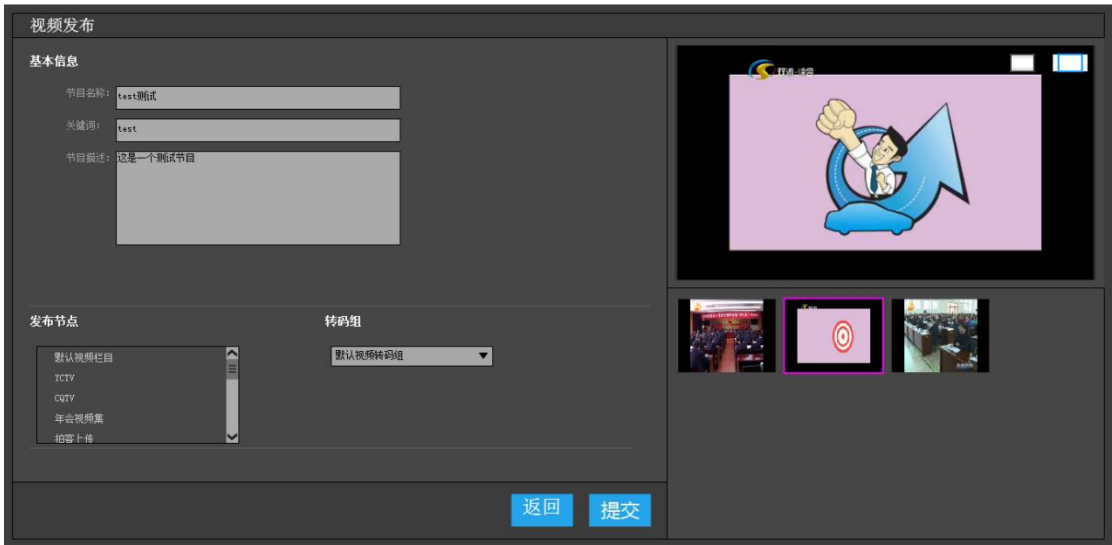 视频发布
基本信息
节目名称: test测试
关键词: test
节目描述: 这是一个测试节目
发布节点
转码组
默认视频栏目
默认视频转码组
TCTV
CQTV
年会视频集
拍客上传
返回
提交